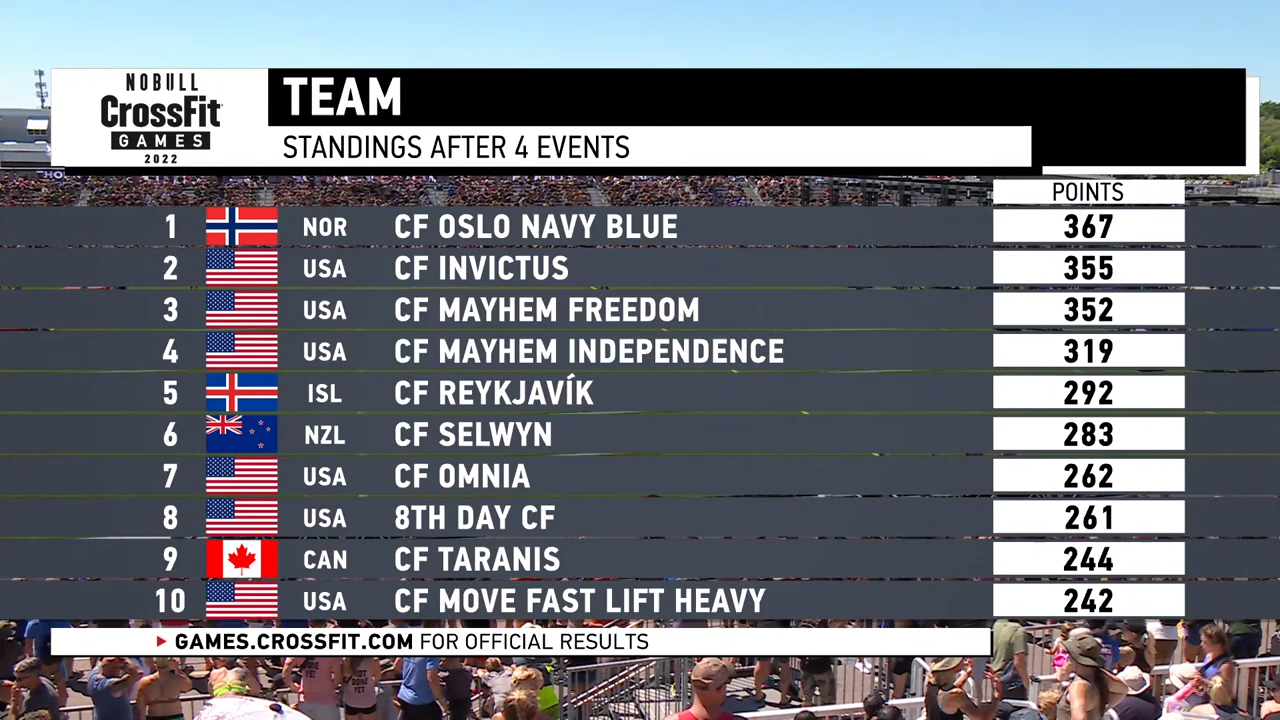 NOBULL
CrossFit
GAMES
2022
TEAM
STANDINGS AFTER 4 EVENTS
POINTS
1 NOR CF OSLO NAVY BLUE 367
2 USA CF INVICTUS 355
3 USA CF MAYHEM FREEDOM 352
4 USA CF MAYHEM INDEPENDENCE 319
5 ISL CF REYKJAVÍK 292
6 NZL CF SELWYN 283
7 USA CF OMNIA 262
8 USA 8TH DAY CF 261
9 CAN CF TARANIS 244
10 USA CF MOVE FAST LIFT HEAVY 242
GAMES.CROSSFIT.COM FOR OFFICIAL RESULTS